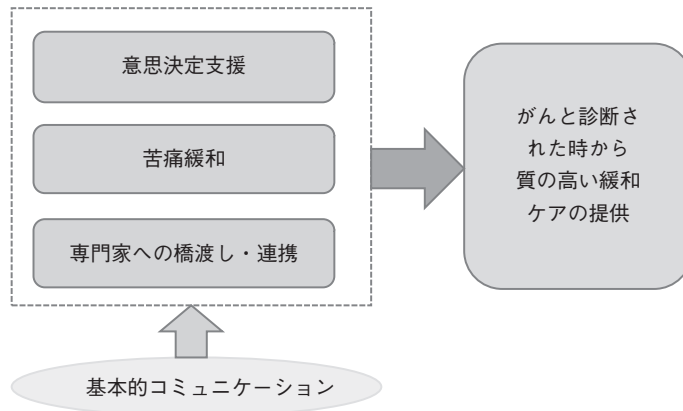 意思決定支援
苦痛緩和
専門家への橋渡し・連携
基本的コミュニケーション
がんと診断さ
れた時から
質の高い緩和
ケアの提供